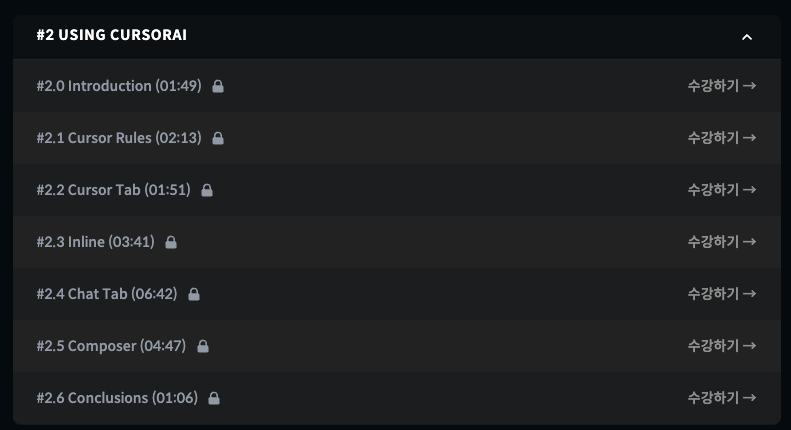 #2 USING CURSORAI
#2.0 Introduction (01:49) 수강하기 →
#2.1 Cursor Rules (02:13) 수강하기 →
#2.2 Cursor Tab (01:51) 수강하기 →
#2.3 Inline (03:41) 수강하기 →
#2.4 Chat Tab (06:42) 수강하기 →
#2.5 Composer (04:47) 수강하기 →
#2.6 Conclusions (01:06) 수강하기 →